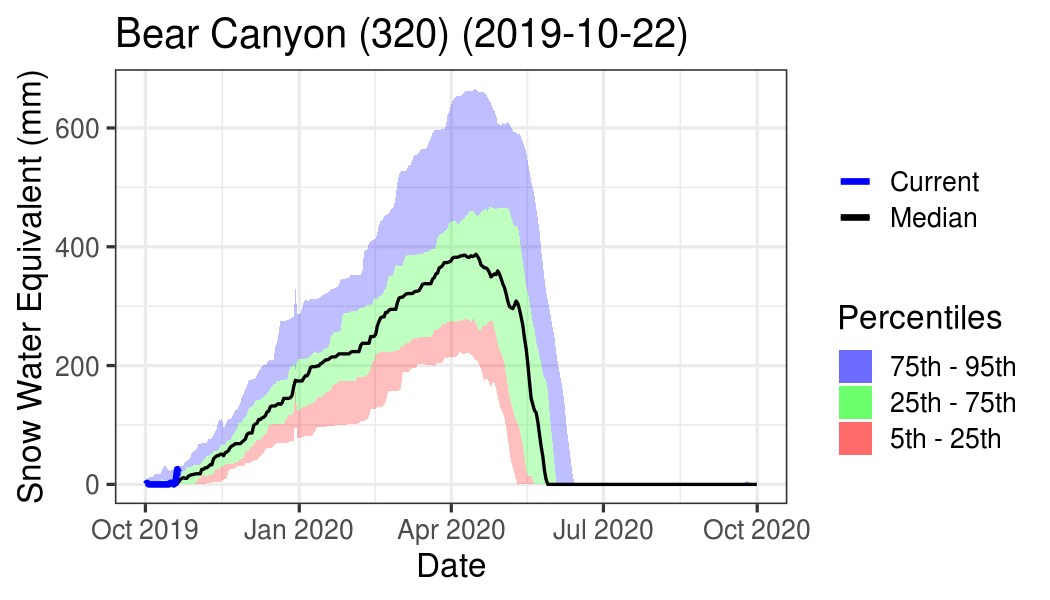 Bear Canyon (320) (2019-10-22)
Snow Water Equivalent (mm)
600
400
200
0
Oct 2019 Jan 2020 Apr 2020 Jul 2020 Oct 2020
Date
Current
Median
Percentiles
75th - 95th
25th - 75th
5th - 25th